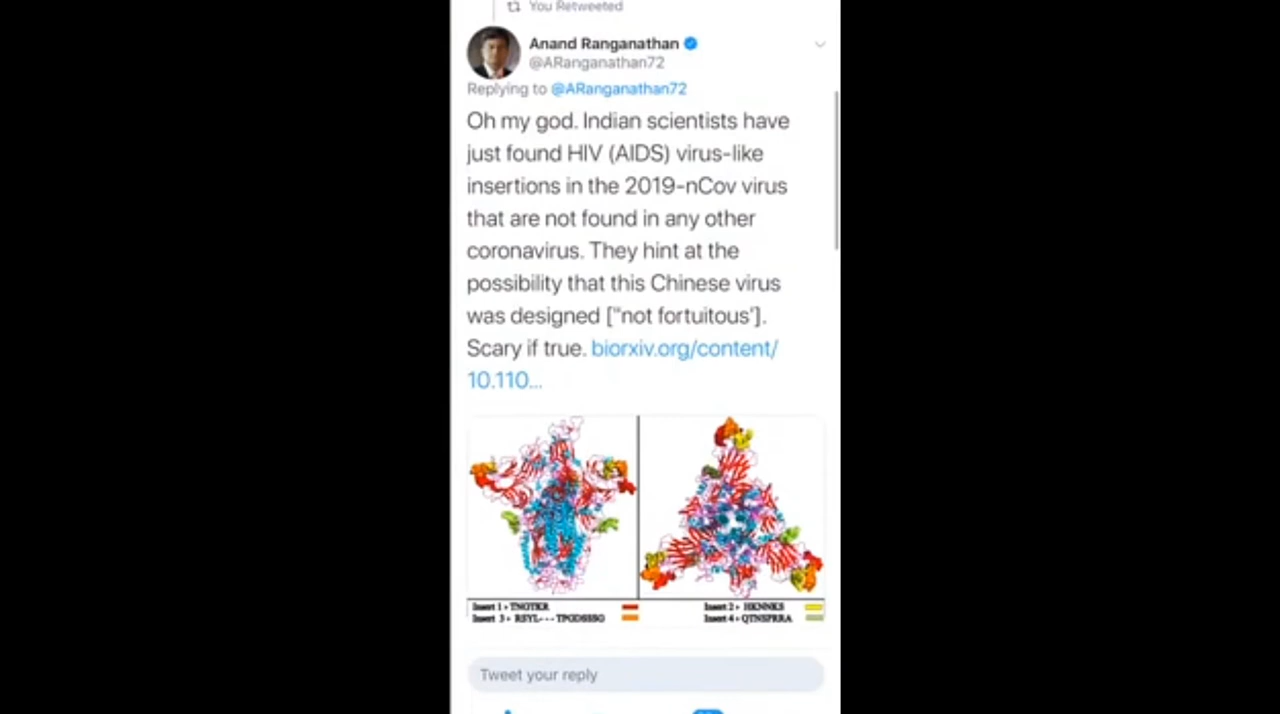 You Retweeted
Anand Ranganathan
@ARanganathan72
Replying to @ARanganathan72
Oh my god. Indian scientists have
just found HIV (AIDS) virus-like
insertions in the 2019-nCov virus
that are not found in any other
coronavirus. They hint at the
possibility that this Chinese virus
was designed ["not fortuitous'].
Scary if true. biorxiv.org/content/
10.110...
Insert 1 - TNGTKR
Insert 2 - HKNNKS
Insert 3 - RSYL--- TPGDSSSG
Insert 4 - QTNSPRRA
Tweet your reply